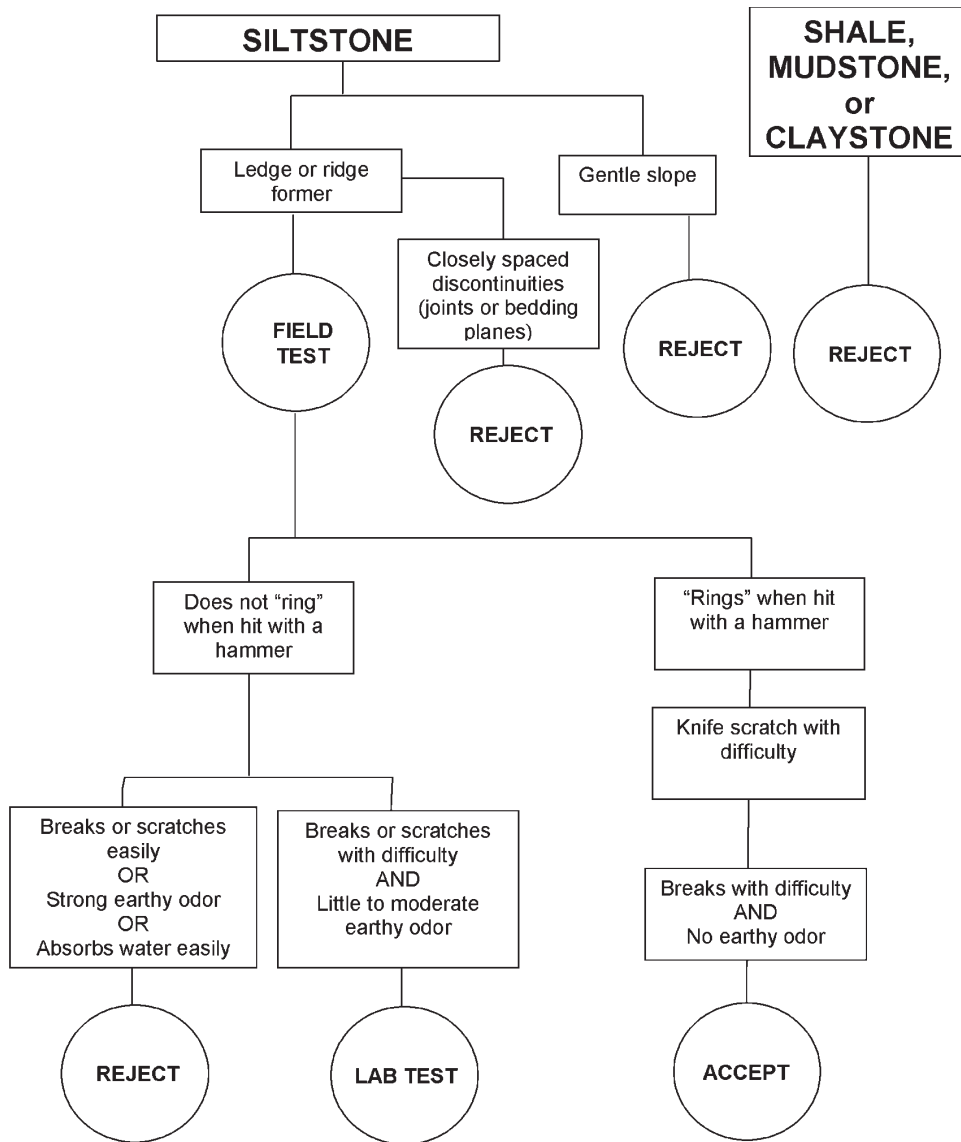 SILTSTONE
SHALE,
MUDSTONE,
or
CLAYSTONE
Ledge or ridge
former
Gentle slope
Closely spaced
discontinuities
(joints or bedding
planes)
FIELD
TEST
REJECT
REJECT
REJECT
Does not “ring”
when hit with a
hammer
“Rings” when hit
with a hammer
Knife scratch with
difficulty
Breaks or scratches
easily
OR
Strong earthy odor
OR
Absorbs water easily
Breaks or scratches
with difficulty
AND
Little to moderate
earthy odor
Breaks with difficulty
AND
No earthy odor
REJECT
LAB TEST
ACCEPT